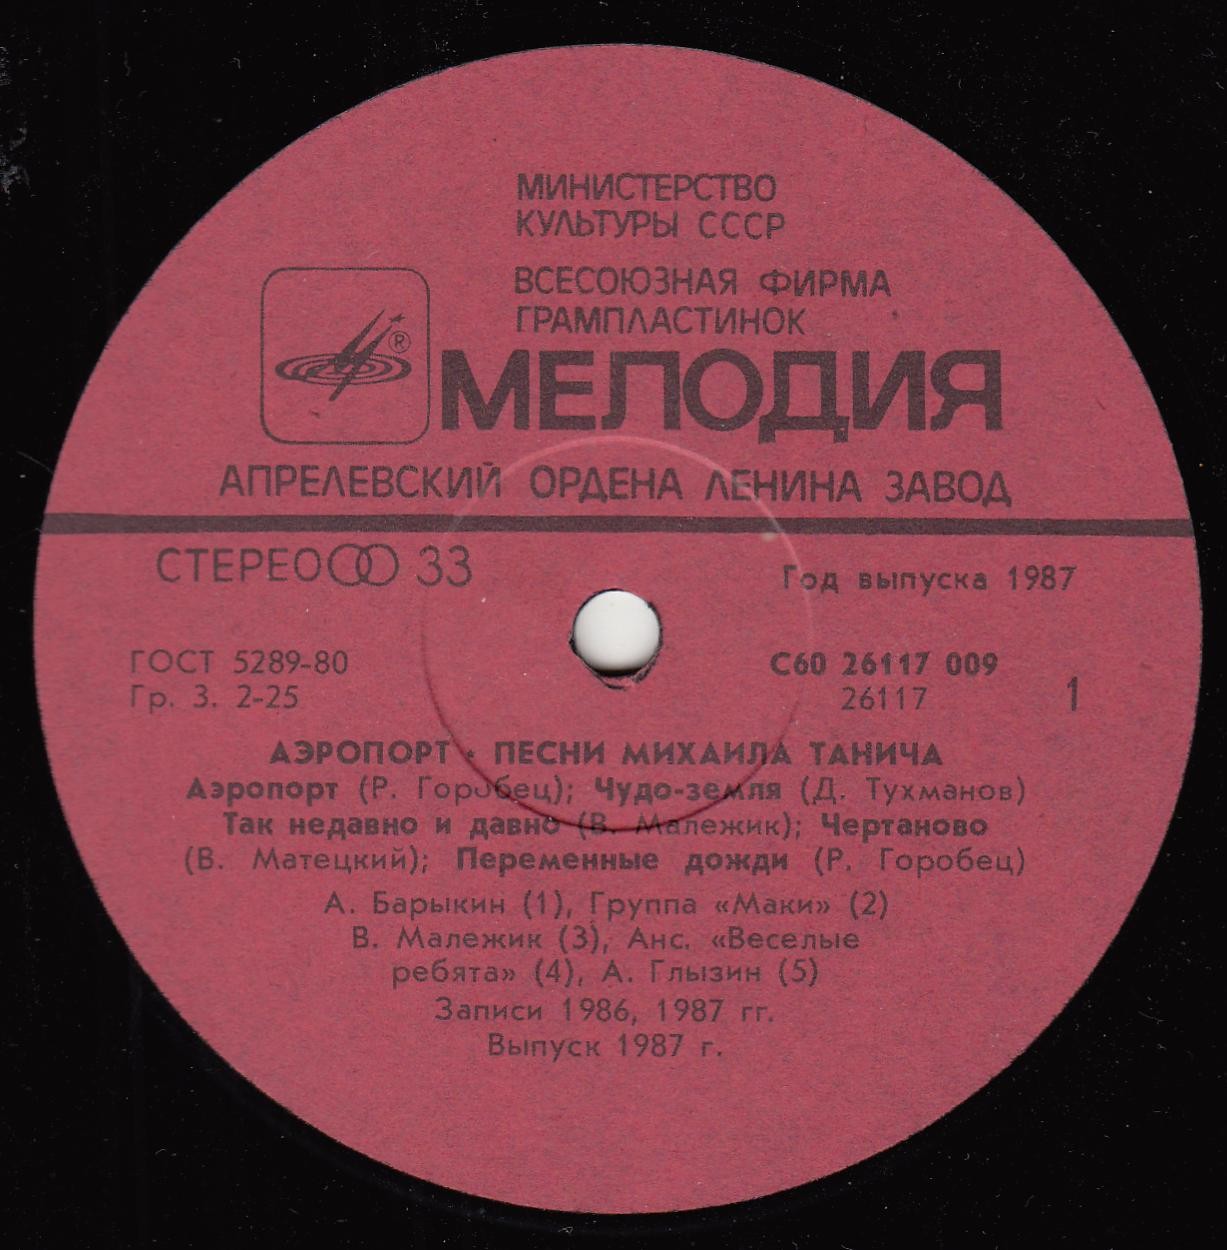 МИНИСТЕРСТВО
КУЛЬТУРЫ СССР
ВСЕСОЮЗНАЯ ФИРМА
ГРАМПЛАСТИНОК
®
МЕЛОДИЯ
АПРЕЛЕВСКИЙ ОРДЕНА ЛЕНИНА ЗАВОД
СТЕРЕО 33
Год выпуска 1987
ГОСТ 5289-80
Гр. 3. 2-25
С60 26117 009
26117
1
АЭРОПОРТ · ПЕСНИ МИХАИЛА ТАНИЧА
Аэропорт (Р. Горобец); Чудо-земля (Д. Тухманов)
Так недавно и давно (В. Малежик); Чертаново
(В. Матецкий); Переменные дожди (Р. Горобец)
А. Барыкин (1), Группа «Маки» (2)
В. Малежик (3), Анс. «Веселые
ребята» (4), А. Глызин (5)
Записи 1986, 1987 гг.
Выпуск 1987 г.